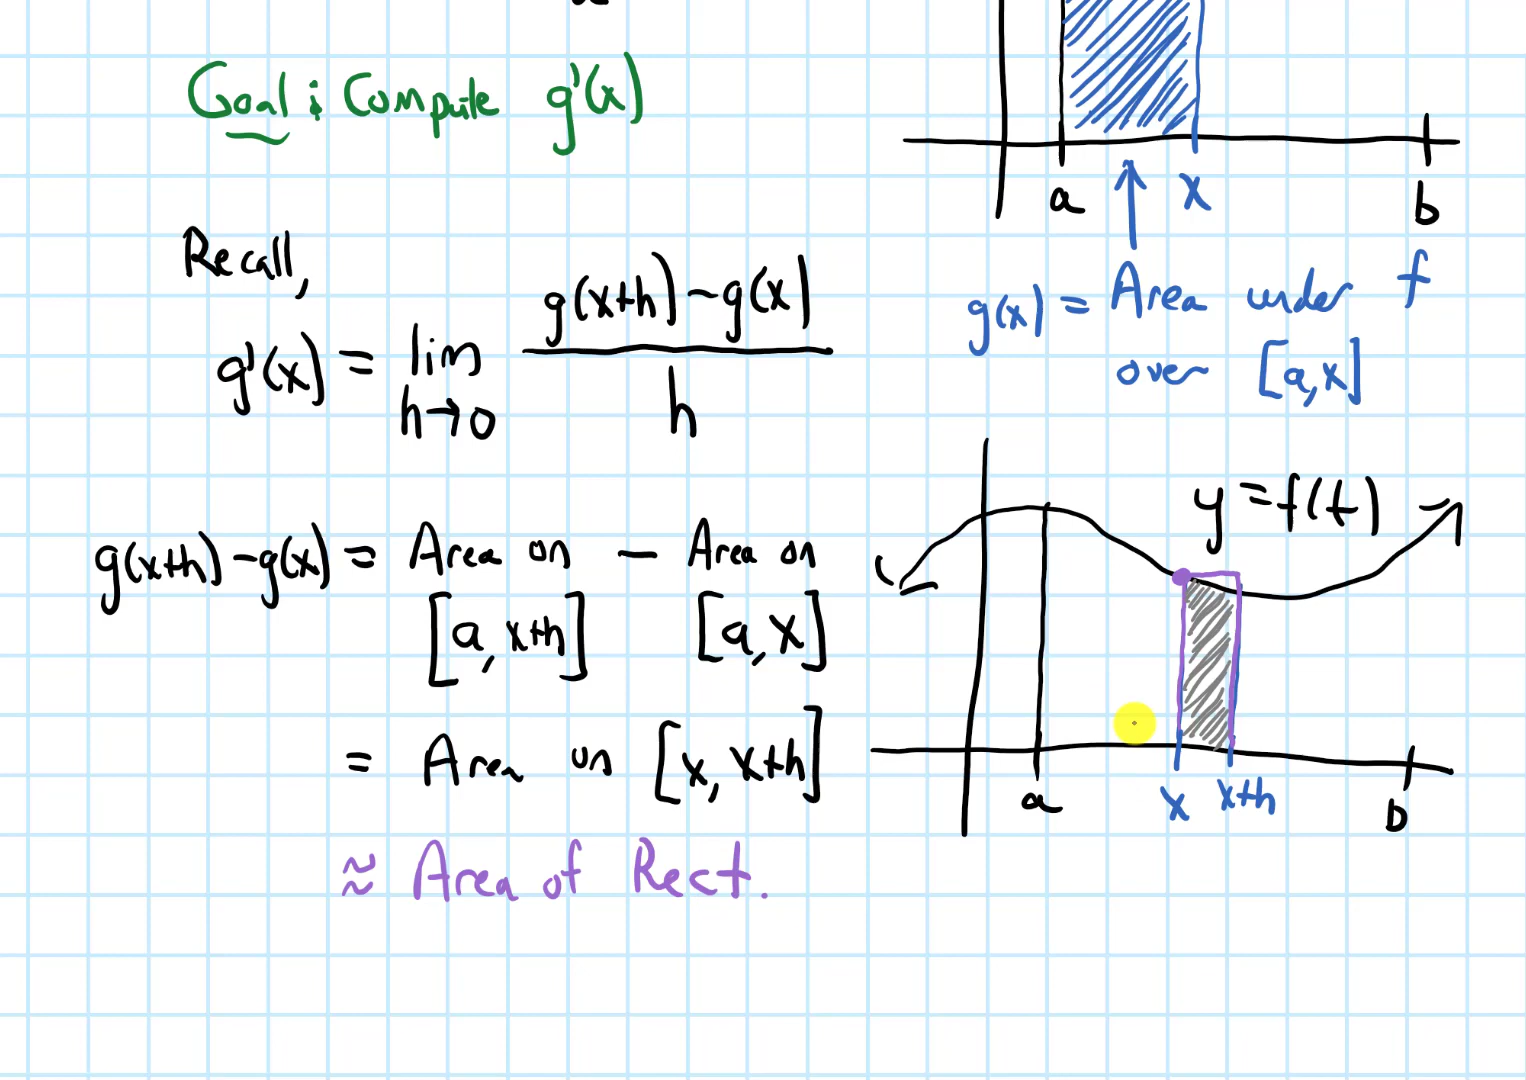 Goal: Compute g'(x)
a x b
Recall,
g'(x) = lim h→0 g(x+h) - g(x) / h
g(x) = Area under f
over [a,x]
y = f(t)
g(x+h) - g(x) = Area on [a, x+h] - Area on [a, x]
= Area on [x, x+h]
a x x+h b
≈ Area of Rect.